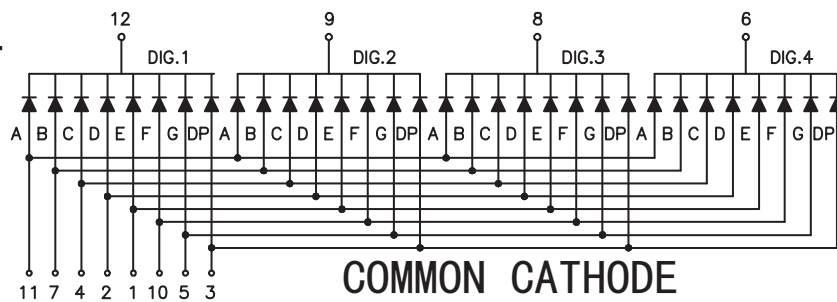 12 9 8 6
DIG.1 DIG.2 DIG.3 DIG.4
A B C D E F G DP A B C D E F G DP A B C D E F G DP A B C D E F G DP
11 7 4 2 1 10 5 3
COMMON CATHODE